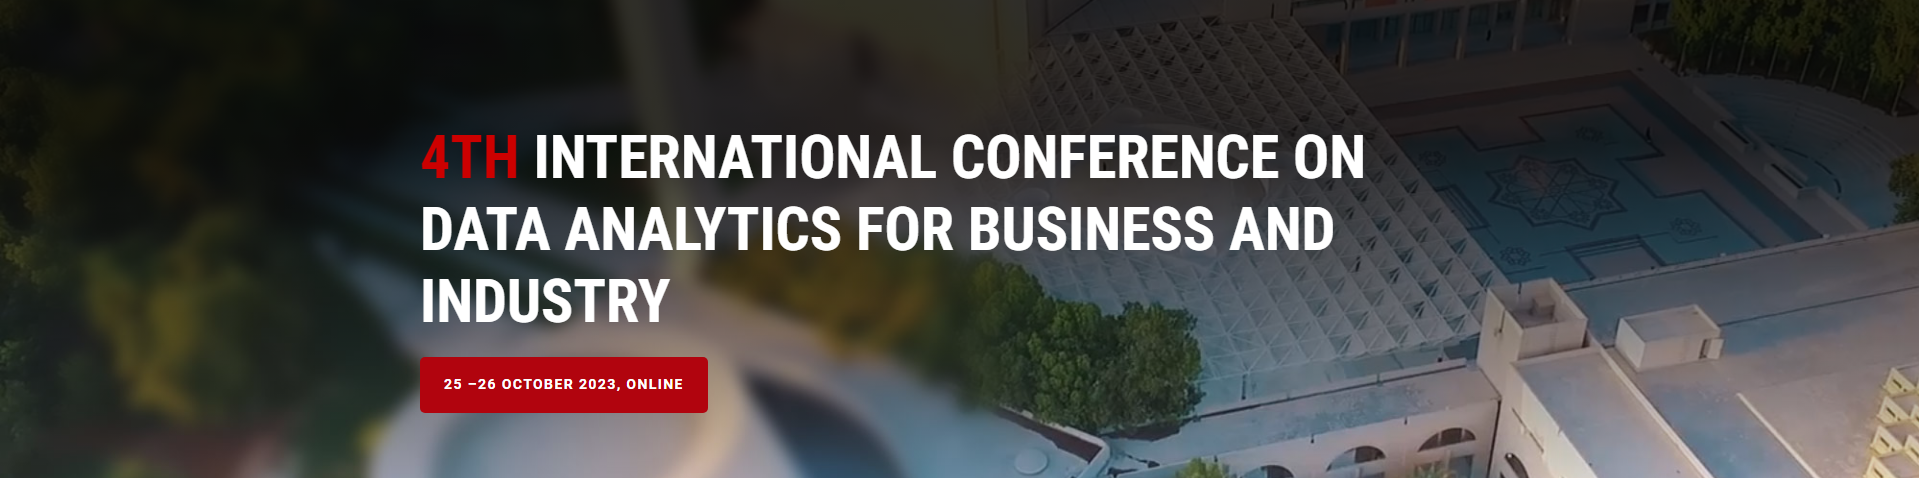 4TH INTERNATIONAL CONFERENCE ON
DATA ANALYTICS FOR BUSINESS AND
INDUSTRY
25 –26 OCTOBER 2023, ONLINE